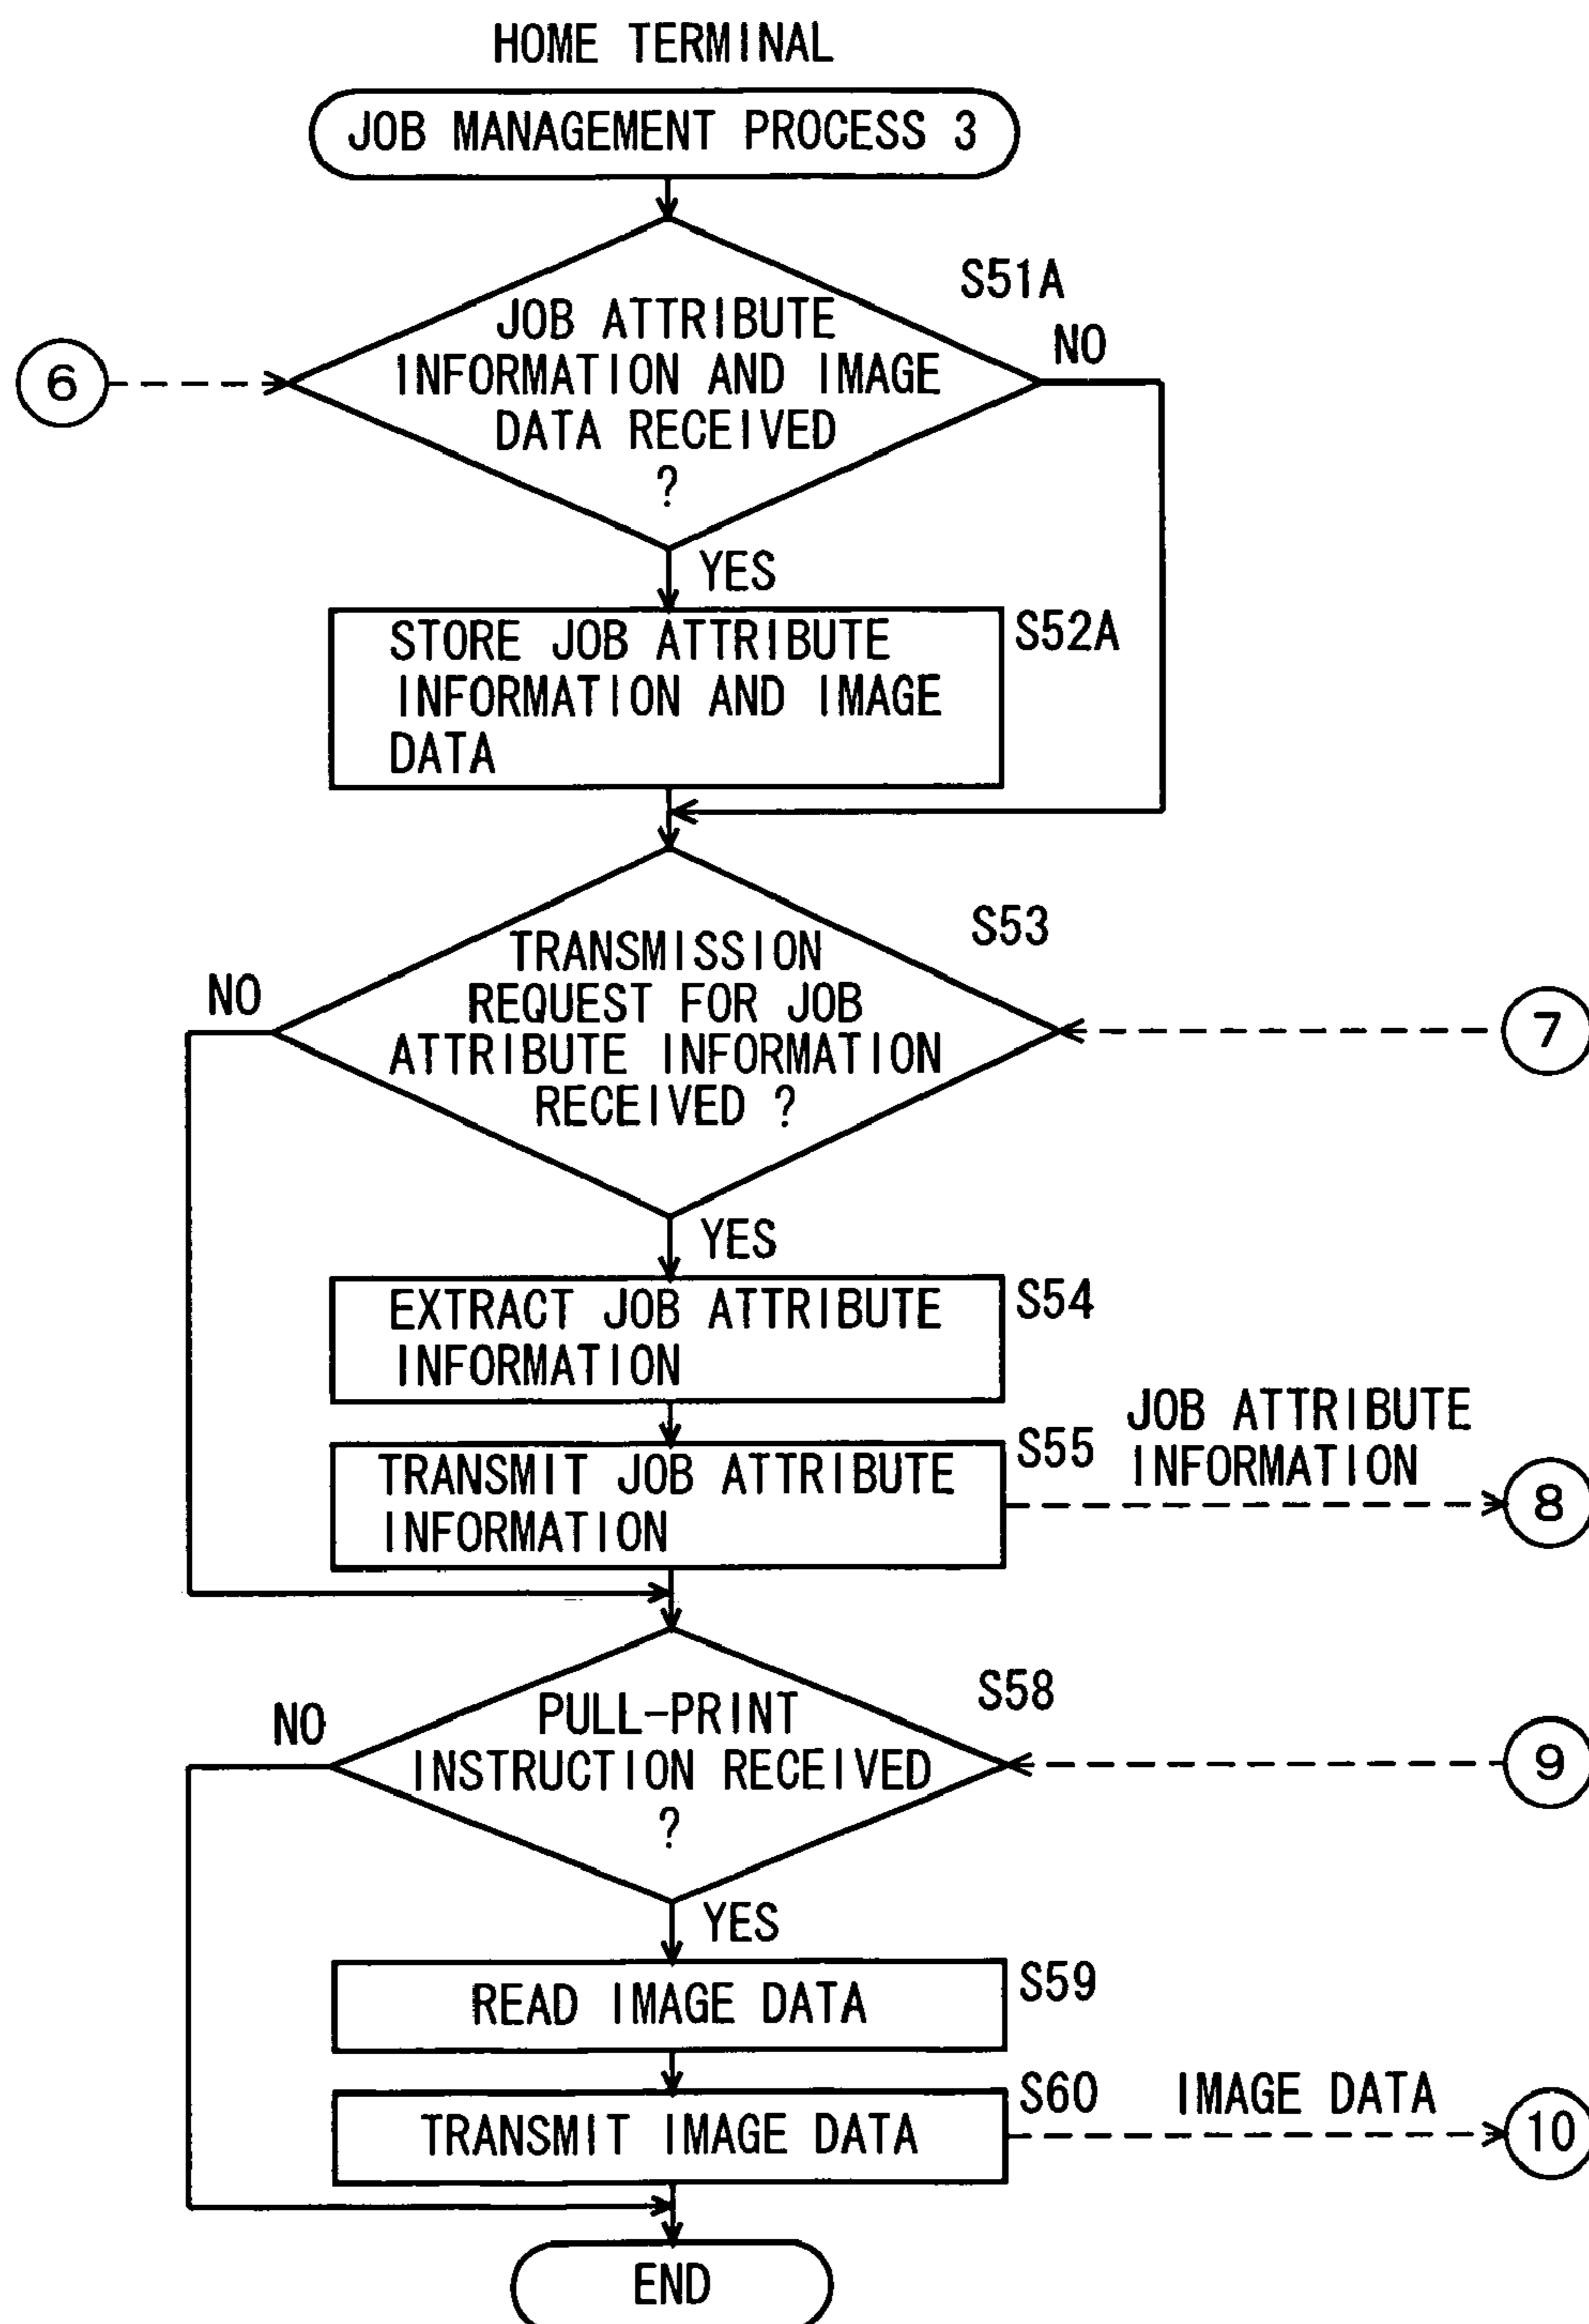 HOME TERMINAL
JOB MANAGEMENT PROCESS 3
S51A
JOB ATTRIBUTE
INFORMATION AND IMAGE
DATA RECEIVED
?
NO
6
YES
STORE JOB ATTRIBUTE
INFORMATION AND IMAGE
DATA
S52A
S53
TRANSMISSION
REQUEST FOR JOB
ATTRIBUTE INFORMATION
RECEIVED ?
NO
7
YES
EXTRACT JOB ATTRIBUTE
INFORMATION
S54
TRANSMIT JOB ATTRIBUTE
INFORMATION
S55
JOB ATTRIBUTE
INFORMATION
8
S58
PULL-PRINT
INSTRUCTION RECEIVED
?
NO
9
YES
READ IMAGE DATA
S59
TRANSMIT IMAGE DATA
S60
IMAGE DATA
10
END